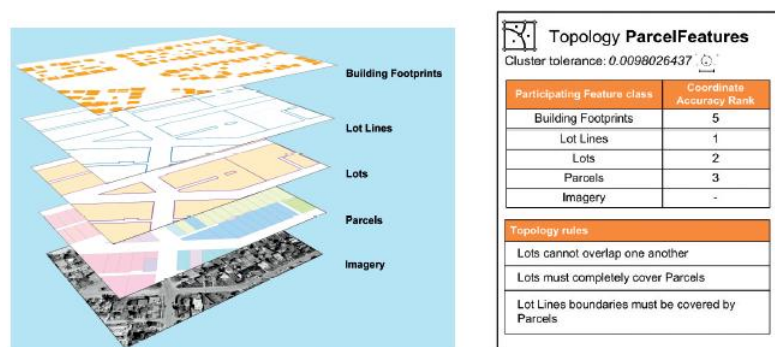 Building Footprints
Lot Lines
Lots
Parcels
Imagery
Topology ParcelFeatures
Cluster tolerance: 0.0098026437
Participating Feature class Coordinate Accuracy Rank
Building Footprints 5
Lot Lines 1
Lots 2
Parcels 3
Imagery -
Topology rules
Lots cannot overlap one another
Lots must completely cover Parcels
Lot Lines boundaries must be covered by
Parcels